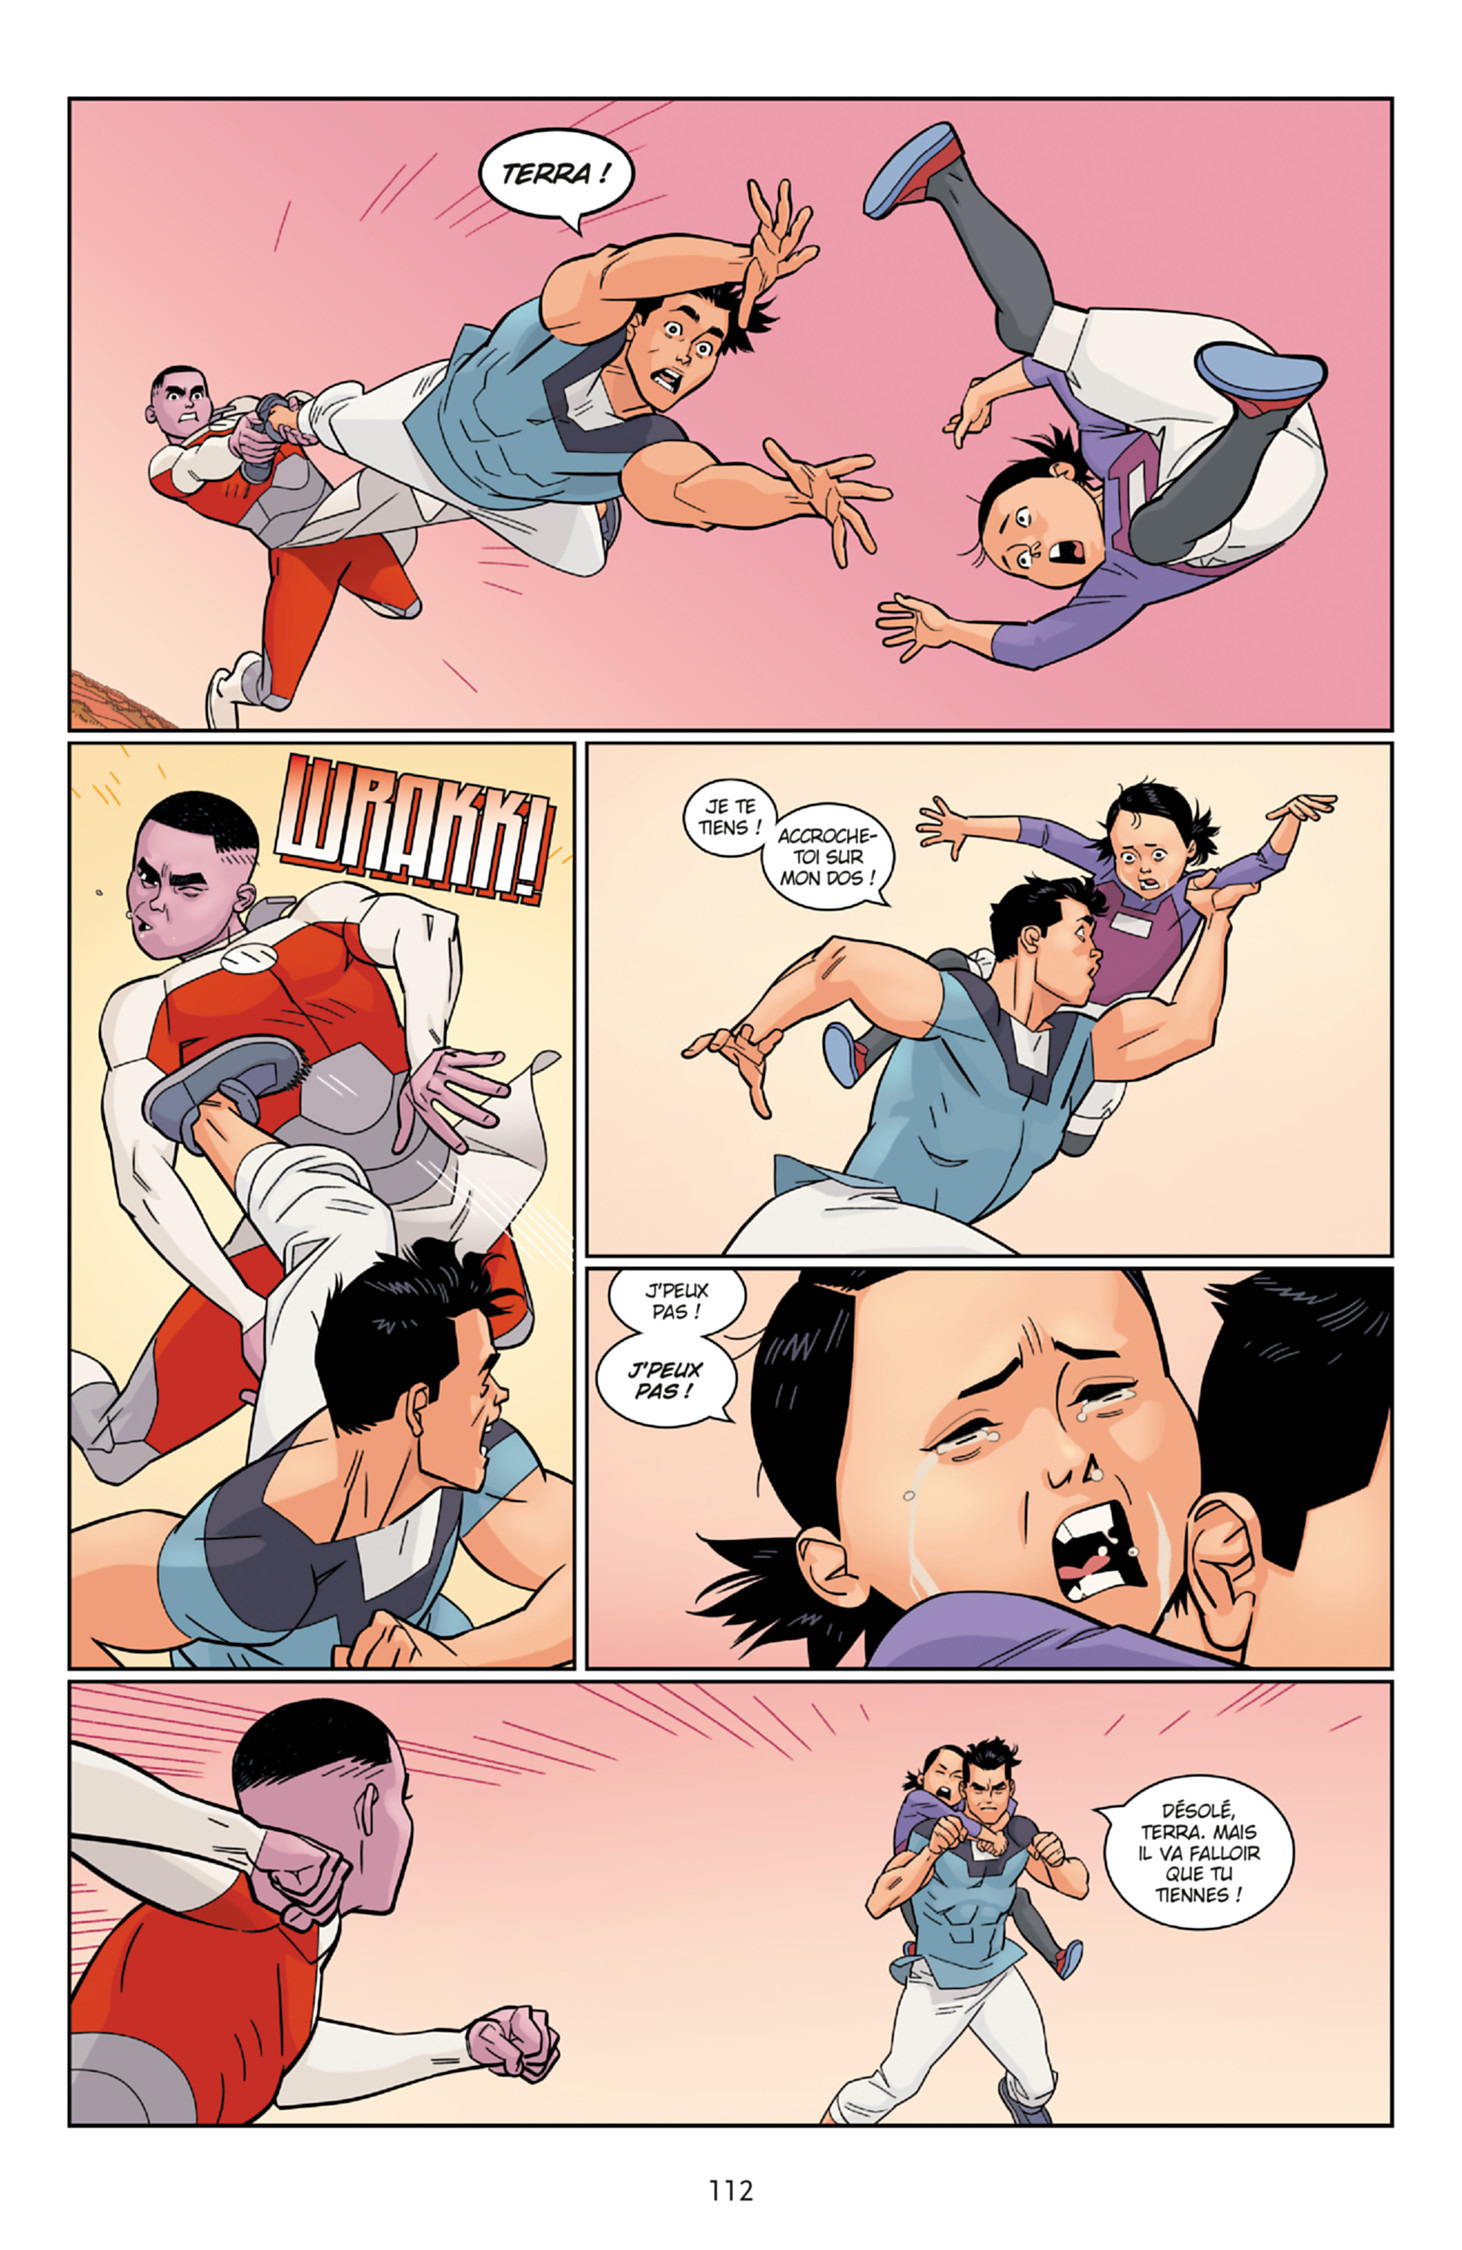 TERRA !
WRAKK!
JE TE
TIENS !
ACCROCHE-
TOI SUR
MON DOS !
J'PEUX
PAS !
J'PEUX
PAS !
DÉSOLÉ,
TERRA. MAIS
IL VA FALLOIR
QUE TU
TIENNES !
112